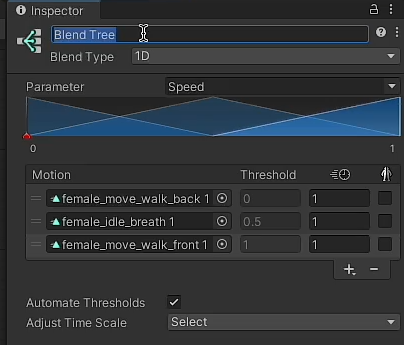 Inspector
Blend Tree
Blend Type 1D
Parameter Speed
0 1
Motion Threshold
female_move_walk_back 1 0 1
female_idle_breath 1 0.5 1
female_move_walk_front 1 1 1
+ −
Automate Thresholds
Adjust Time Scale Select